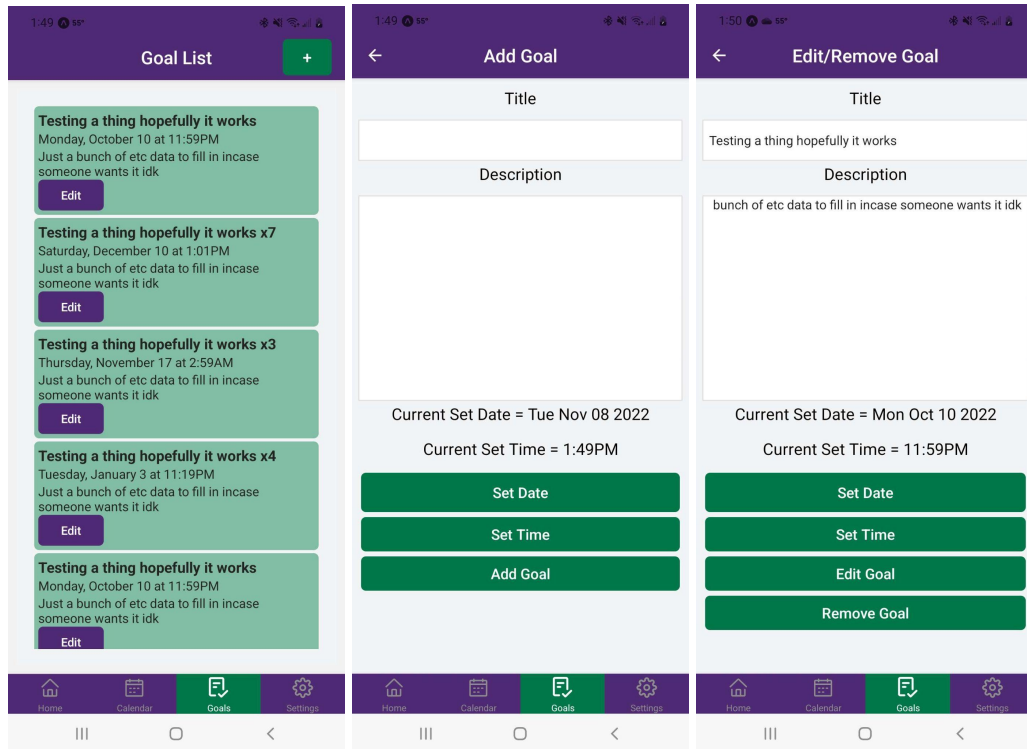 1:49 55°
Goal List
+
Testing a thing hopefully it works
Monday, October 10 at 11:59PM
Just a bunch of etc data to fill in incase
someone wants it idk
Edit
Testing a thing hopefully it works x7
Saturday, December 10 at 1:01PM
Just a bunch of etc data to fill in incase
someone wants it idk
Edit
Testing a thing hopefully it works x3
Thursday, November 17 at 2:59AM
Just a bunch of etc data to fill in incase
someone wants it idk
Edit
Testing a thing hopefully it works x4
Tuesday, January 3 at 11:19PM
Just a bunch of etc data to fill in incase
someone wants it idk
Edit
Testing a thing hopefully it works
Monday, October 10 at 11:59PM
Just a bunch of etc data to fill in incase
someone wants it idk
Edit
Home Calendar Goals Settings
1:49 55°
Add Goal
Title
Description
Current Set Date = Tue Nov 08 2022
Current Set Time = 1:49PM
Set Date
Set Time
Add Goal
Home Calendar Goals Settings
1:50 55°
Edit/Remove Goal
Title
Testing a thing hopefully it works
Description
bunch of etc data to fill in incase someone wants it idk
Current Set Date = Mon Oct 10 2022
Current Set Time = 11:59PM
Set Date
Set Time
Edit Goal
Remove Goal
Home Calendar Goals Settings